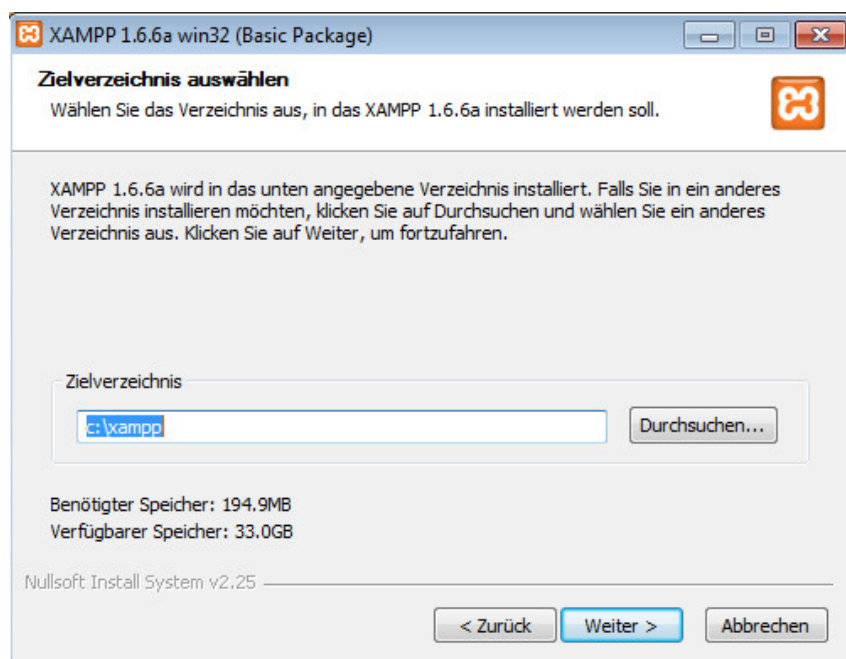 XAMPP 1.6.6a win32 (Basic Package)
Zielverzeichnis auswählen
Wählen Sie das Verzeichnis aus, in das XAMPP 1.6.6a installiert werden soll.
XAMPP 1.6.6a wird in das unten angegebene Verzeichnis installiert. Falls Sie in ein anderes
Verzeichnis installieren möchten, klicken Sie auf Durchsuchen und wählen Sie ein anderes
Verzeichnis aus. Klicken Sie auf Weiter, um fortzufahren.
Zielverzeichnis
c:\xampp
Durchsuchen...
Benötigter Speicher: 194.9MB
Verfügbarer Speicher: 33.0GB
Nullsoft Install System v2.25
< Zurück
Weiter >
Abbrechen